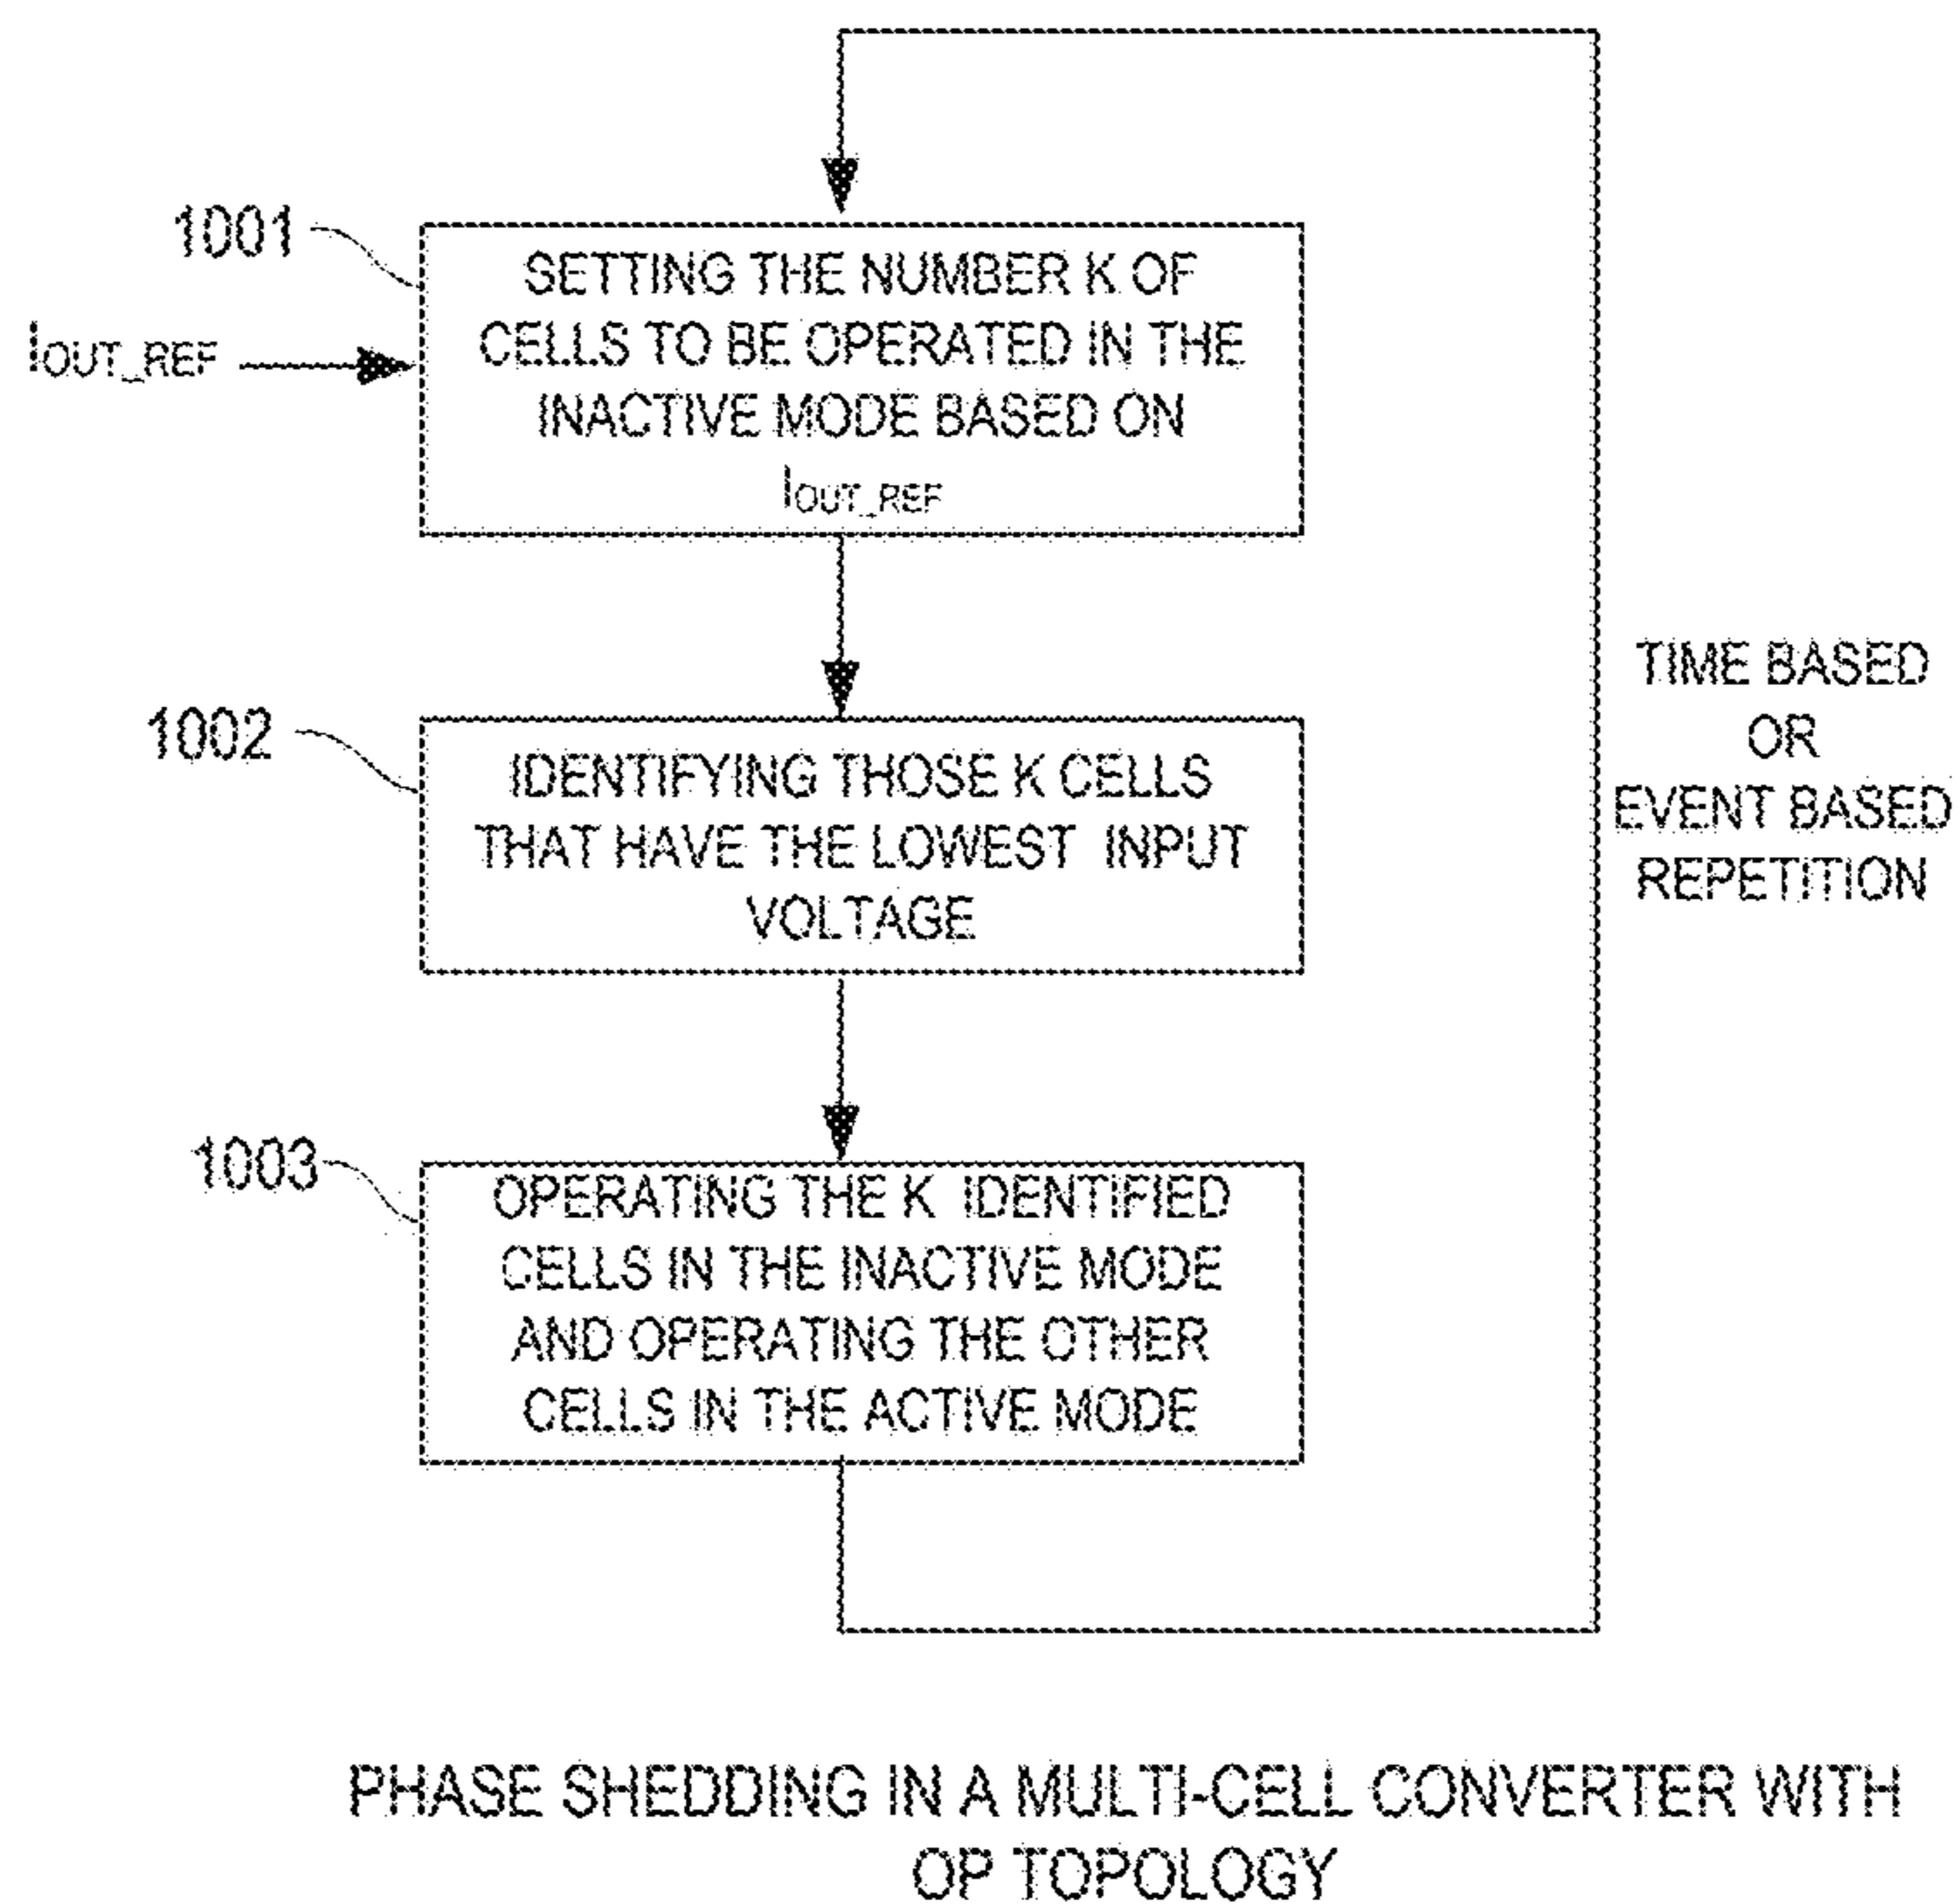 1001
SETTING THE NUMBER K OF
CELLS TO BE OPERATED IN THE
INACTIVE MODE BASED ON
IOUT_REF
IOUT_REF
1002
IDENTIFYING THOSE K CELLS
THAT HAVE THE LOWEST INPUT
VOLTAGE
TIME BASED
OR
EVENT BASED
REPETITION
1003
OPERATING THE K IDENTIFIED
CELLS IN THE INACTIVE MODE
AND OPERATING THE OTHER
CELLS IN THE ACTIVE MODE
PHASE SHEDDING IN A MULTI-CELL CONVERTER WITH
OP TOPOLOGY